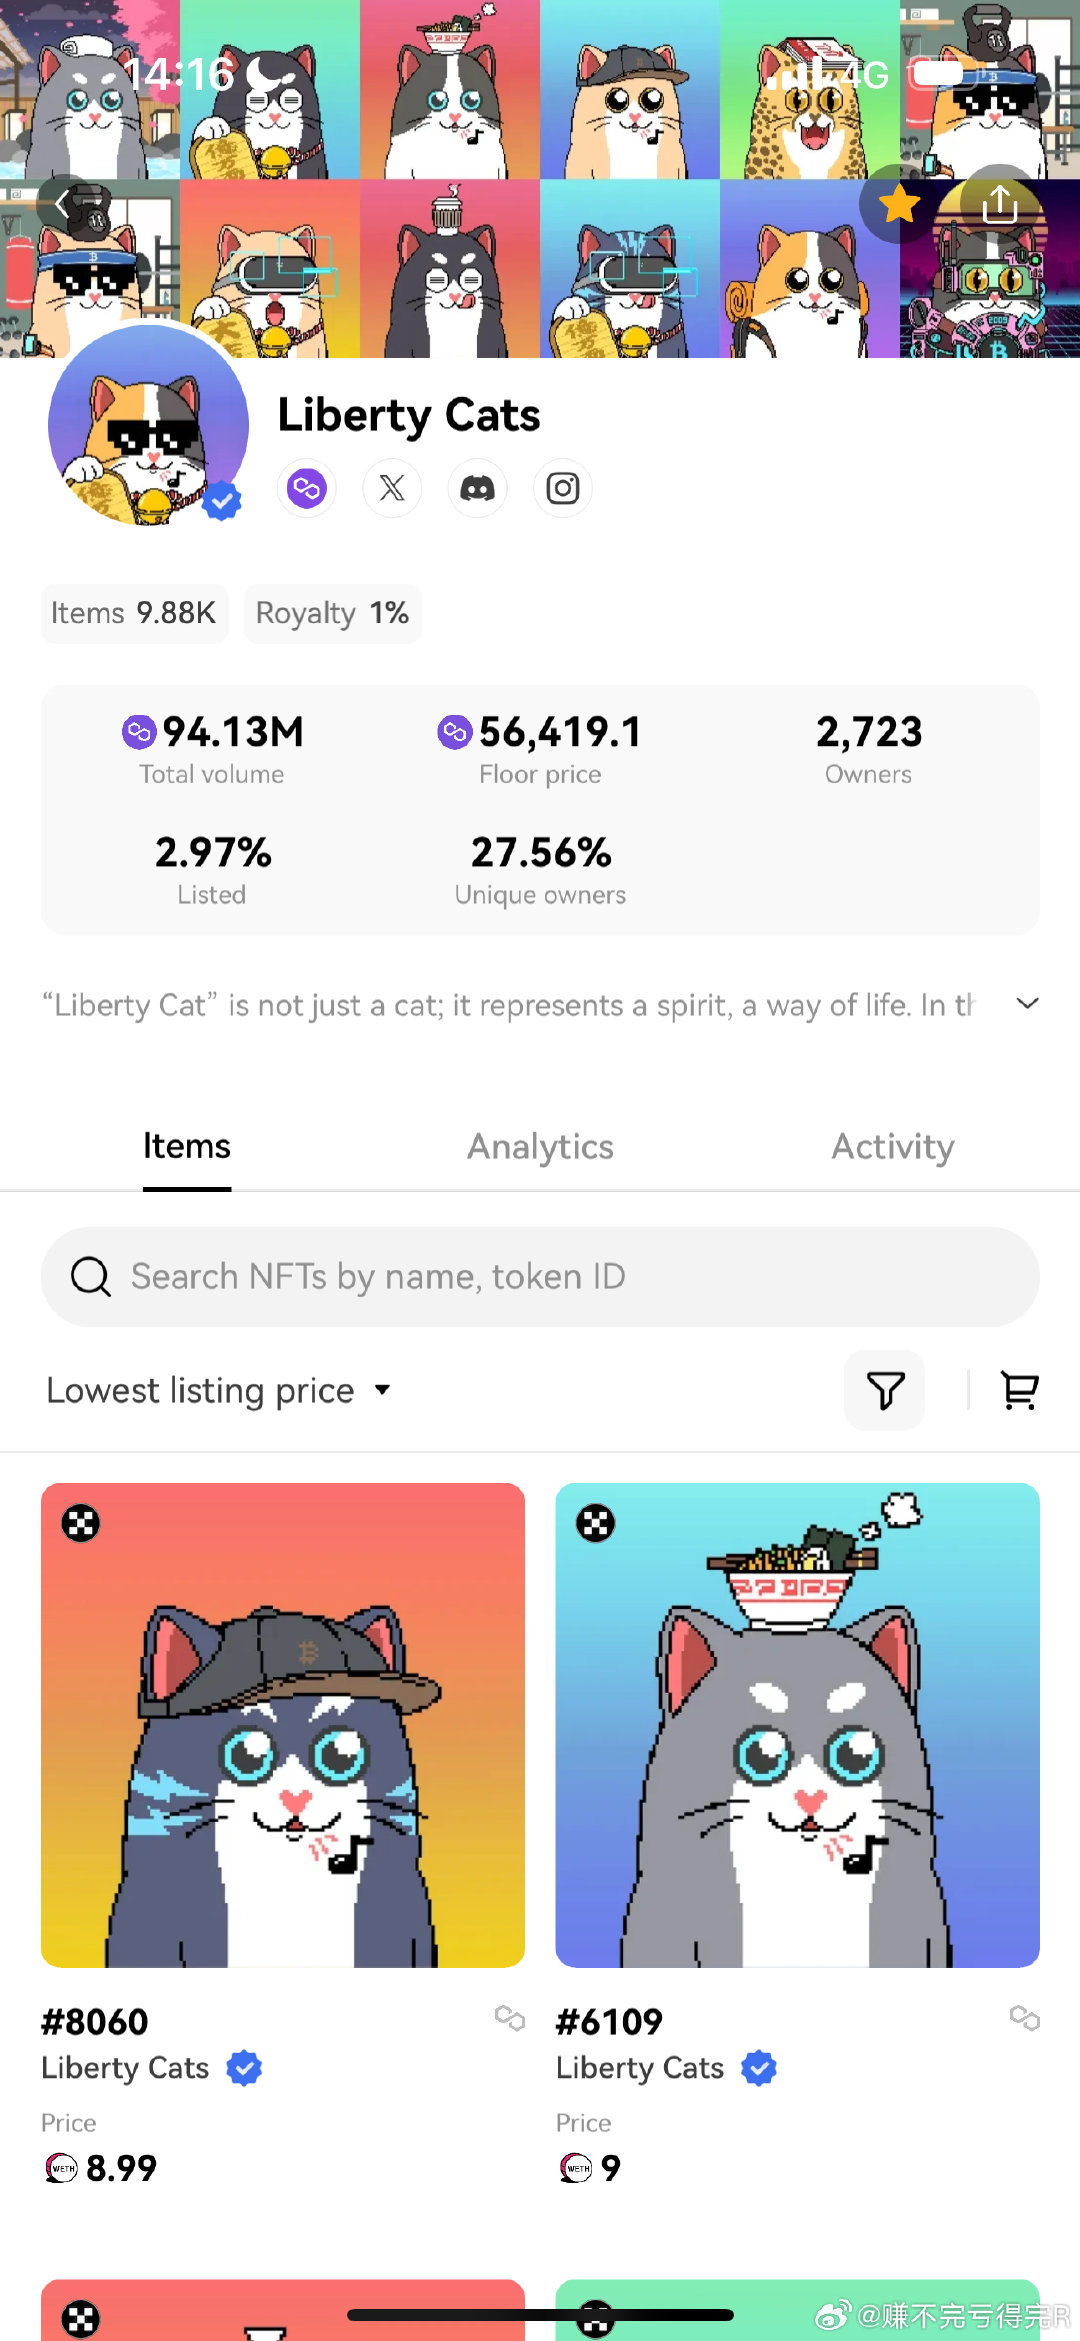 14:16
4G
Liberty Cats
Items 9.88K
Royalty 1%
94.13M
56,419.1
2,723
Total volume
Floor price
Owners
2.97%
27.56%
Listed
Unique owners
“Liberty Cat” is not just a cat; it represents a spirit, a way of life. In th
Items
Analytics
Activity
Search NFTs by name, token ID
Lowest listing price
#8060
#6109
Liberty Cats
Liberty Cats
Price
Price
WETH 8.99
WETH 9
@赚不完亏得完R